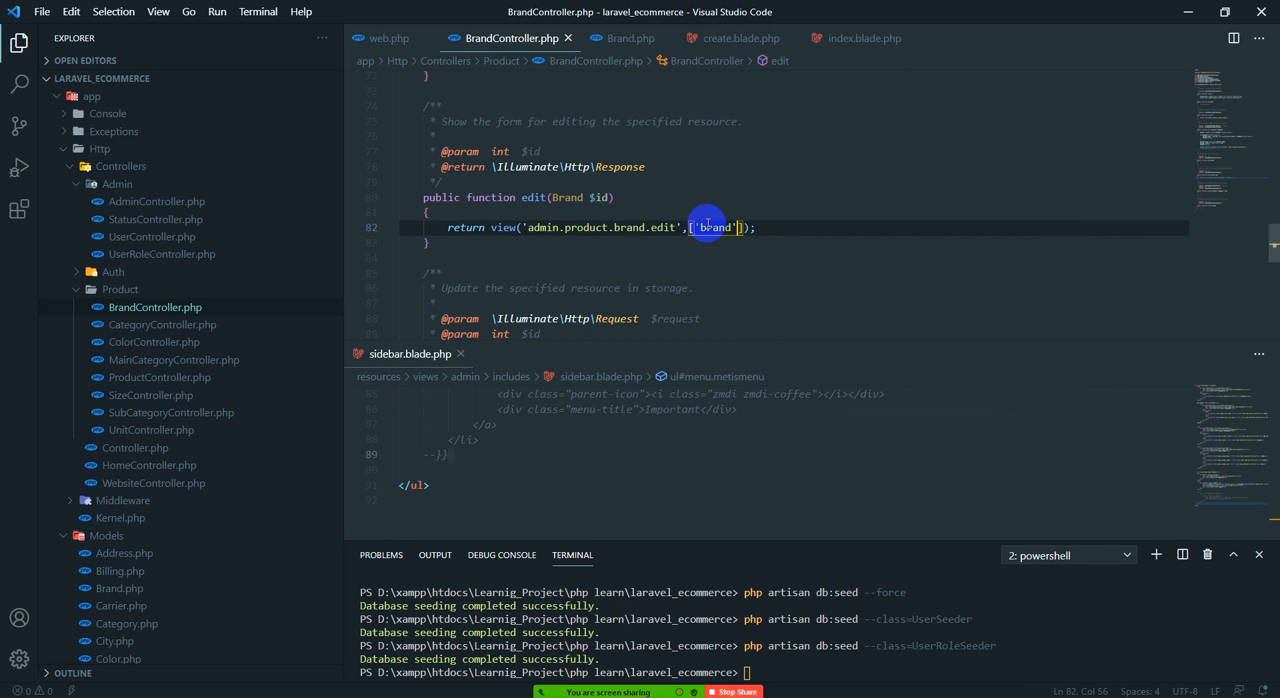 File Edit Selection View Go Run Terminal Help
BrandController.php - laravel_ecommerce - Visual Studio Code
EXPLORER
OPEN EDITORS
LARAVEL_ECOMMERCE
app
Console
Exceptions
Http
Controllers
Admin
AdminController.php
StatusController.php
UserController.php
UserRoleController.php
Auth
Product
BrandController.php
CategoryController.php
ColorController.php
MainCategoryController.php
ProductController.php
SizeController.php
SubCategoryController.php
UnitController.php
Controller.php
HomeController.php
WebsiteController.php
Middleware
Kernel.php
Models
Address.php
Billing.php
Brand.php
Carrier.php
Category.php
City.php
Color.php
OUTLINE
web.php BrandController.php Brand.php create.blade.php index.blade.php
app > Http > Controllers > Product > BrandController.php > BrandController > edit
72 }
73
74 /**
75 * Show the form for editing the specified resource.
76 *
77 * @param int $id
78 * @return \Illuminate\Http\Response
79 */
80 public function edit(Brand $id)
81 {
82 return view('admin.product.brand.edit',['brand']);
83 }
84
85 /**
86 * Update the specified resource in storage.
87 *
88 * @param \Illuminate\Http\Request $request
89 * @param int $id
sidebar.blade.php
resources > views > admin > includes > sidebar.blade.php > ul#menu.metismenu
85 <div class="parent-icon"><i class="zmdi zmdi-coffee"></i></div>
86 <div class="menu-title">Important</div>
87 </a>
88 </li>
89 --}}
90
91 </ul>
92
PROBLEMS OUTPUT DEBUG CONSOLE TERMINAL
2: powershell
PS D:\xampp\htdocs\Learnig_Project\php learn\laravel_ecommerce> php artisan db:seed --force
Database seeding completed successfully.
PS D:\xampp\htdocs\Learnig_Project\php learn\laravel_ecommerce> php artisan db:seed --class=UserSeeder
Database seeding completed successfully.
PS D:\xampp\htdocs\Learnig_Project\php learn\laravel_ecommerce> php artisan db:seed --class=UserRoleSeeder
Database seeding completed successfully.
PS D:\xampp\htdocs\Learnig_Project\php learn\laravel_ecommerce>
0 0
You are screen sharing Stop Share
Ln 82, Col 56 Spaces: 4 UTF-8 LF